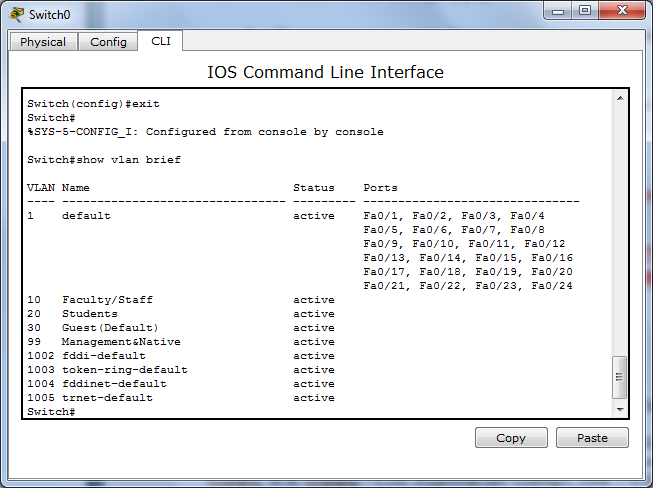 Switch0
Physical Config CLI
IOS Command Line Interface
Switch(config)#exit
Switch#
%SYS-5-CONFIG_I: Configured from console by console
Switch#show vlan brief
VLAN Name                             Status    Ports
---- -------------------------------- --------- -------------------------------
1    default                          active    Fa0/1, Fa0/2, Fa0/3, Fa0/4
                                                Fa0/5, Fa0/6, Fa0/7, Fa0/8
                                                Fa0/9, Fa0/10, Fa0/11, Fa0/12
                                                Fa0/13, Fa0/14, Fa0/15, Fa0/16
                                                Fa0/17, Fa0/18, Fa0/19, Fa0/20
                                                Fa0/21, Fa0/22, Fa0/23, Fa0/24
10   Faculty/Staff                    active
20   Students                         active
30   Guest(Default)                   active
99   Management&Native                active
1002 fddi-default                     active
1003 token-ring-default               active
1004 fddinet-default                  active
1005 trnet-default                    active
Switch#
Copy Paste